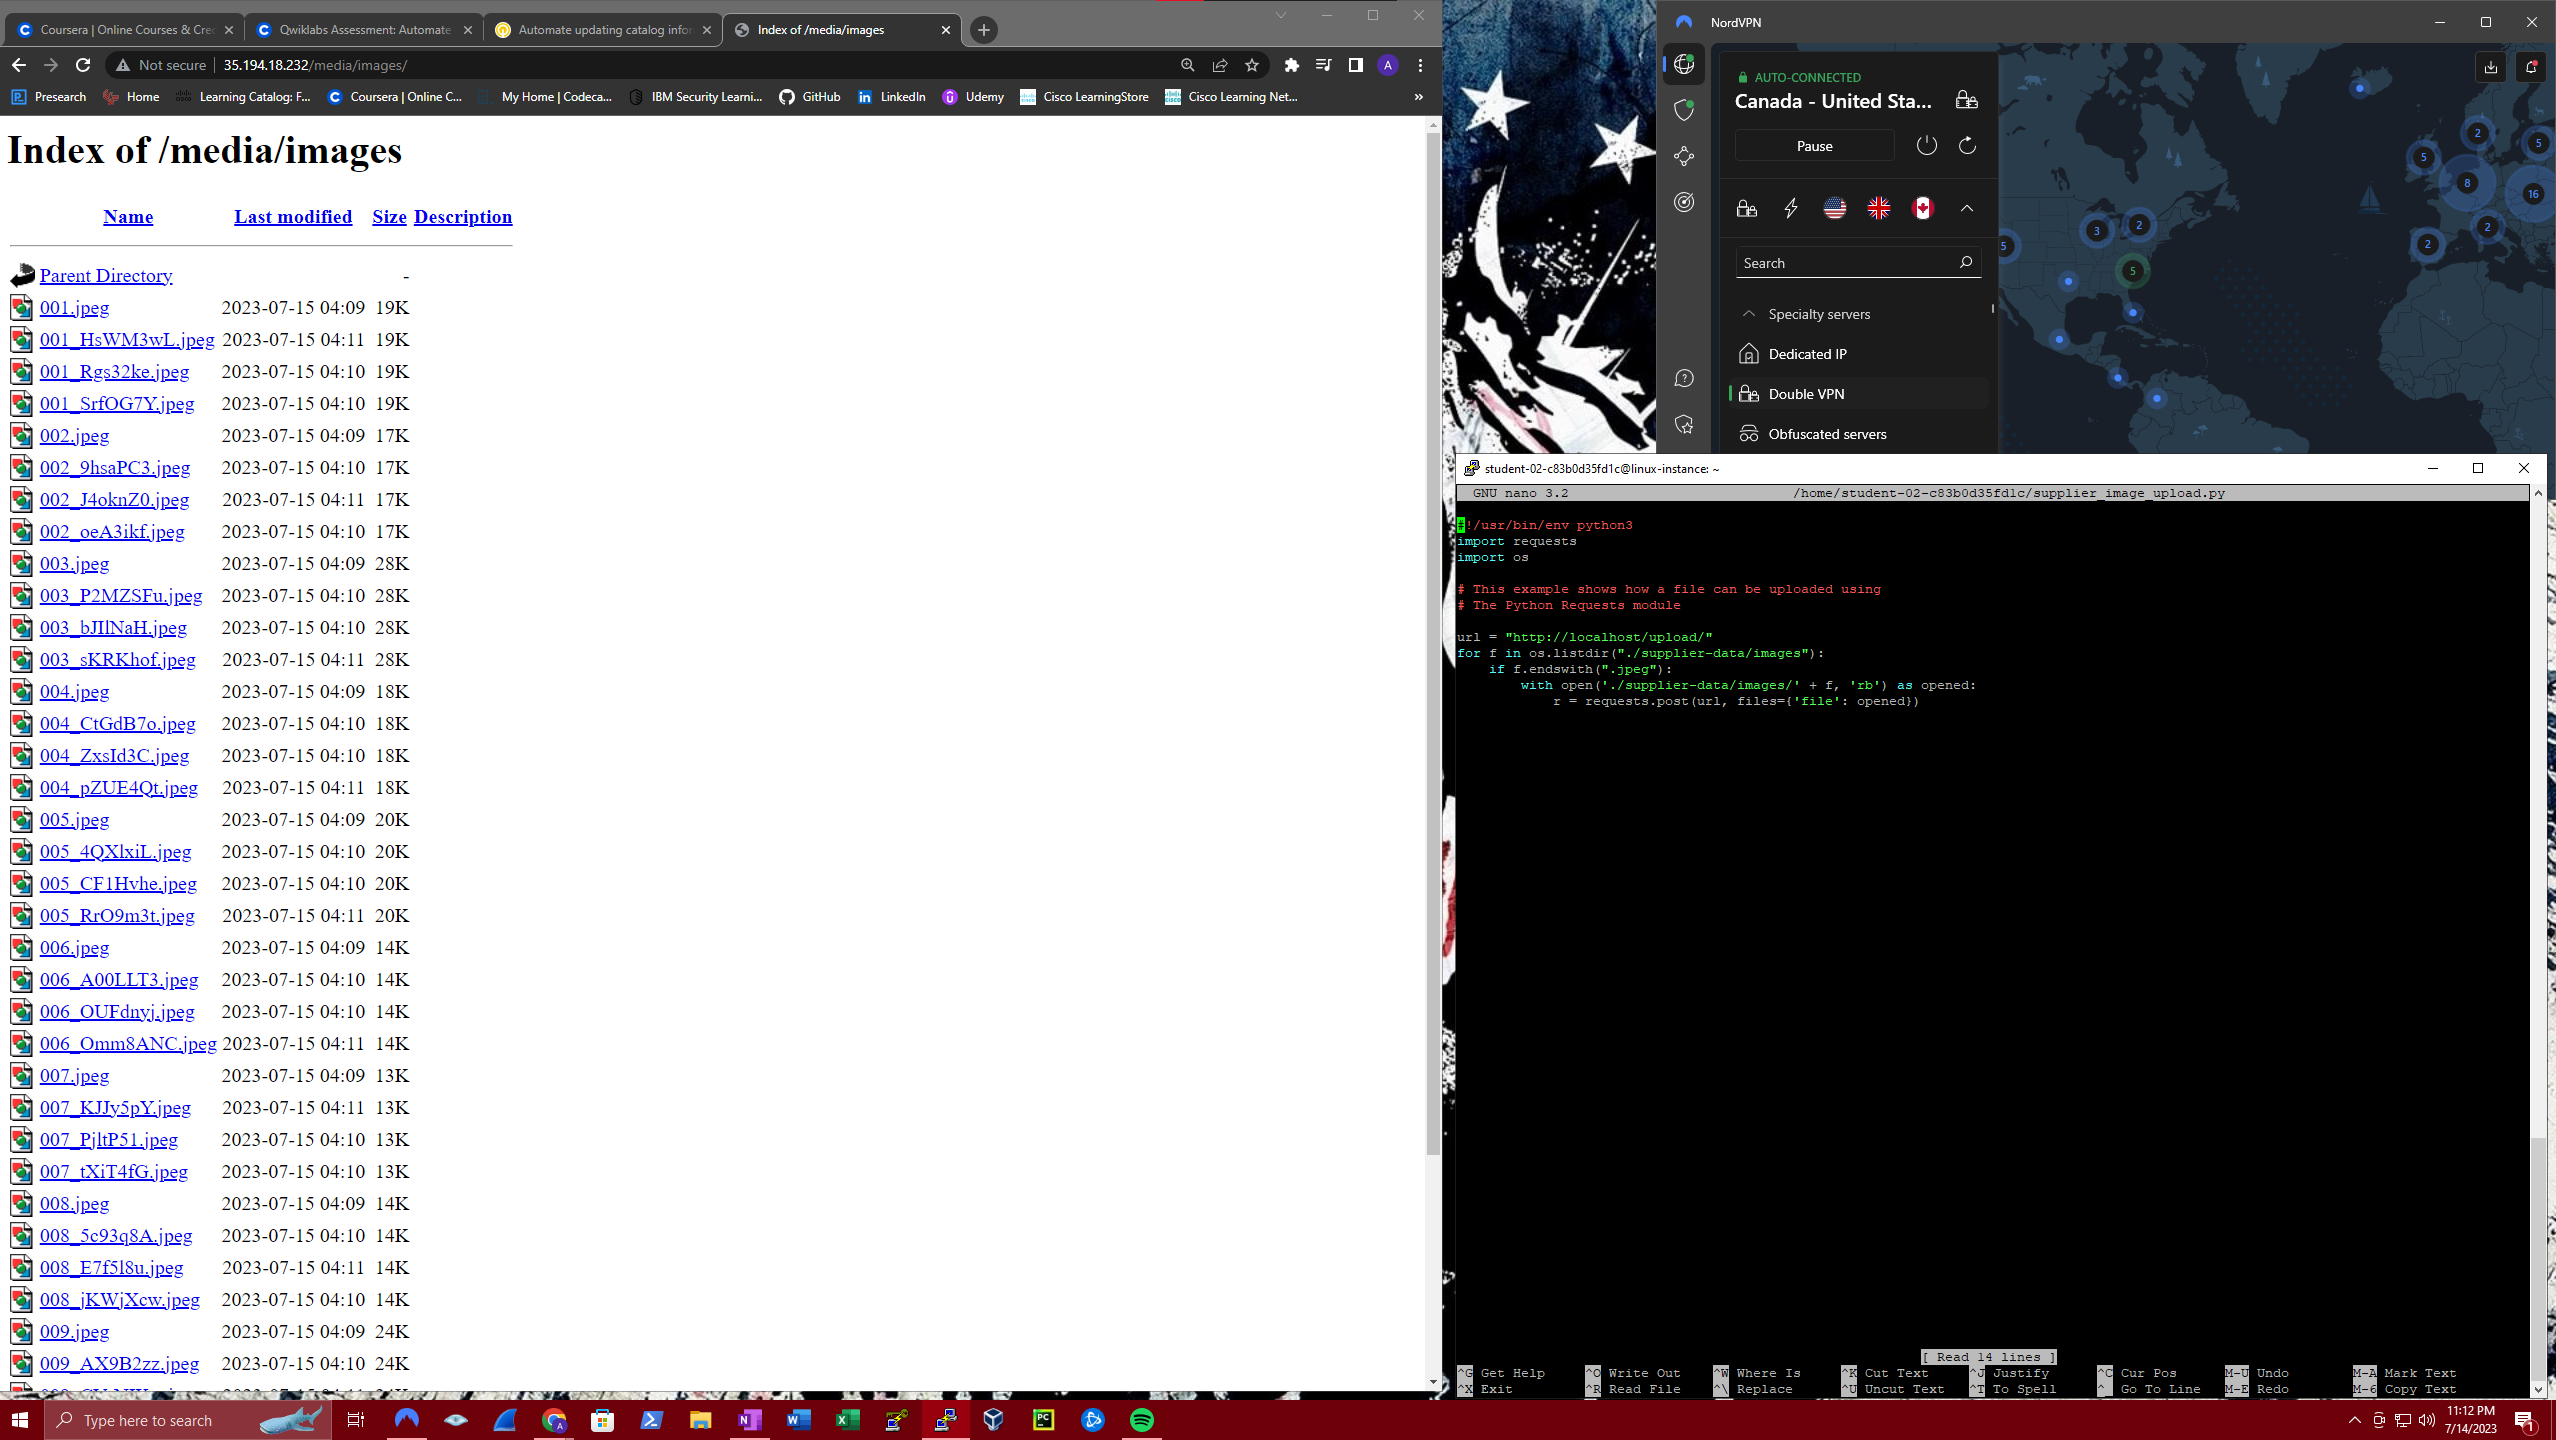 Coursera | Online Courses & Cre
Qwiklabs Assessment: Automate
Automate updating catalog infor
Index of /media/images
Not secure
35.194.18.232/media/images/
A
Presearch
Home
Learning Catalog: F...
Coursera | Online C...
My Home | Codeca...
IBM Security Learni...
GitHub
LinkedIn
Udemy
Cisco LearningStore
Cisco Learning Net...
»
Index of /media/images
Name Last modified Size Description
Parent Directory -
001.jpeg 2023-07-15 04:09 19K
001_HsWM3wL.jpeg 2023-07-15 04:11 19K
001_Rgs32ke.jpeg 2023-07-15 04:10 19K
001_SrfOG7Y.jpeg 2023-07-15 04:10 19K
002.jpeg 2023-07-15 04:09 17K
002_9hsaPC3.jpeg 2023-07-15 04:10 17K
002_J4oknZ0.jpeg 2023-07-15 04:11 17K
002_oeA3ikf.jpeg 2023-07-15 04:10 17K
003.jpeg 2023-07-15 04:09 28K
003_P2MZSFu.jpeg 2023-07-15 04:10 28K
003_bJIlNaH.jpeg 2023-07-15 04:10 28K
003_sKRKhof.jpeg 2023-07-15 04:11 28K
004.jpeg 2023-07-15 04:09 18K
004_CtGdB7o.jpeg 2023-07-15 04:10 18K
004_ZxsId3C.jpeg 2023-07-15 04:10 18K
004_pZUE4Qt.jpeg 2023-07-15 04:11 18K
005.jpeg 2023-07-15 04:09 20K
005_4QXlxiL.jpeg 2023-07-15 04:10 20K
005_CF1Hvhe.jpeg 2023-07-15 04:10 20K
005_RrO9m3t.jpeg 2023-07-15 04:11 20K
006.jpeg 2023-07-15 04:09 14K
006_A00LLT3.jpeg 2023-07-15 04:10 14K
006_OUFdnyj.jpeg 2023-07-15 04:10 14K
006_Omm8ANC.jpeg 2023-07-15 04:11 14K
007.jpeg 2023-07-15 04:09 13K
007_KJJy5pY.jpeg 2023-07-15 04:11 13K
007_PjltP51.jpeg 2023-07-15 04:10 13K
007_tXiT4fG.jpeg 2023-07-15 04:10 13K
008.jpeg 2023-07-15 04:09 14K
008_5c93q8A.jpeg 2023-07-15 04:10 14K
008_E7f5l8u.jpeg 2023-07-15 04:11 14K
008_jKWjXcw.jpeg 2023-07-15 04:10 14K
009.jpeg 2023-07-15 04:09 24K
009_AX9B2zz.jpeg 2023-07-15 04:10 24K
NordVPN
AUTO-CONNECTED
Canada - United Sta...
Pause
Search
Specialty servers
Dedicated IP
Double VPN
Obfuscated servers
2
5
5
8
16
3
2
2
2
5
5
student-02-c83b0d35fd1c@linux-instance: ~
GNU nano 3.2 /home/student-02-c83b0d35fd1c/supplier_image_upload.py
#!/usr/bin/env python3
import requests
import os
# This example shows how a file can be uploaded using
# The Python Requests module
url = "http://localhost/upload/"
for f in os.listdir("./supplier-data/images"):
if f.endswith(".jpeg"):
with open('./supplier-data/images/' + f, 'rb') as opened:
r = requests.post(url, files={'file': opened})
[ Read 14 lines ]
^G Get Help ^O Write Out ^W Where Is ^K Cut Text ^J Justify ^C Cur Pos M-U Undo M-A Mark Text
^X Exit ^R Read File ^\ Replace ^U Uncut Text ^T To Spell ^_ Go To Line M-E Redo M-6 Copy Text
Type here to search
11:12 PM
7/14/2023
1